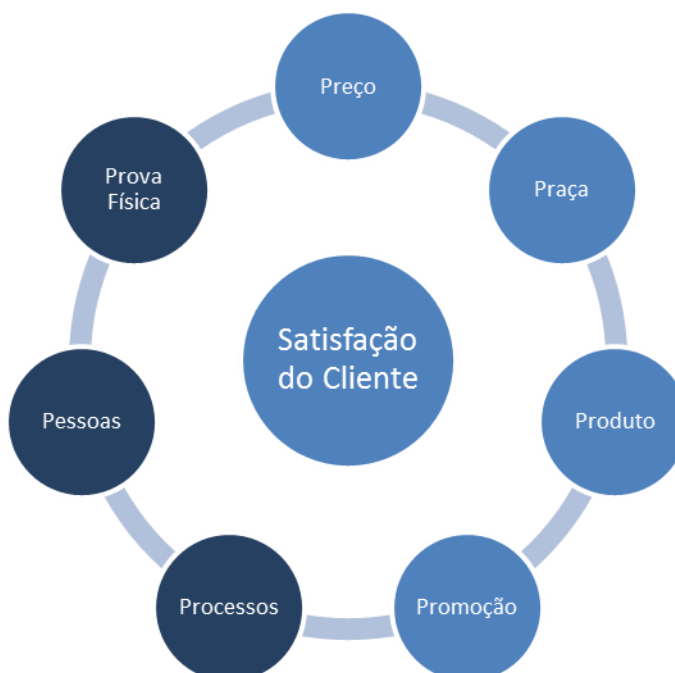 Preço
Praça
Produto
Promoção
Processos
Pessoas
Prova
Física
Satisfação
do Cliente